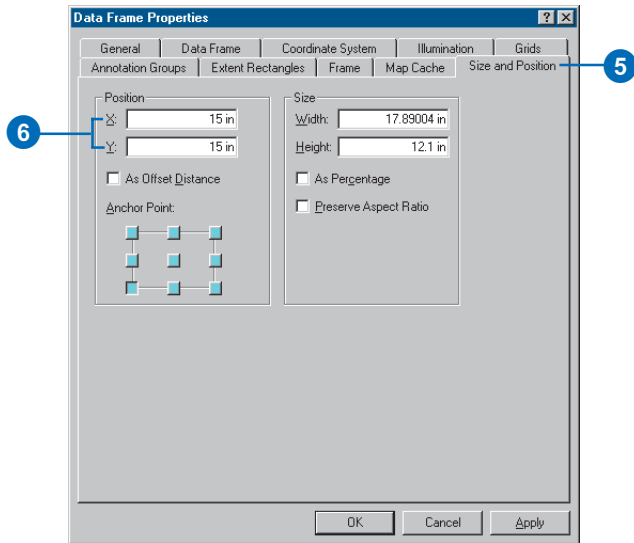 Data Frame Properties
General Data Frame Coordinate System Illumination Grids
Annotation Groups Extent Rectangles Frame Map Cache Size and Position
5
Position
X: 15 in
6
Y: 15 in
As Offset Distance
Anchor Point:
Size
Width: 17.89004 in
Height: 12.1 in
As Percentage
Preserve Aspect Ratio
OK Cancel Apply